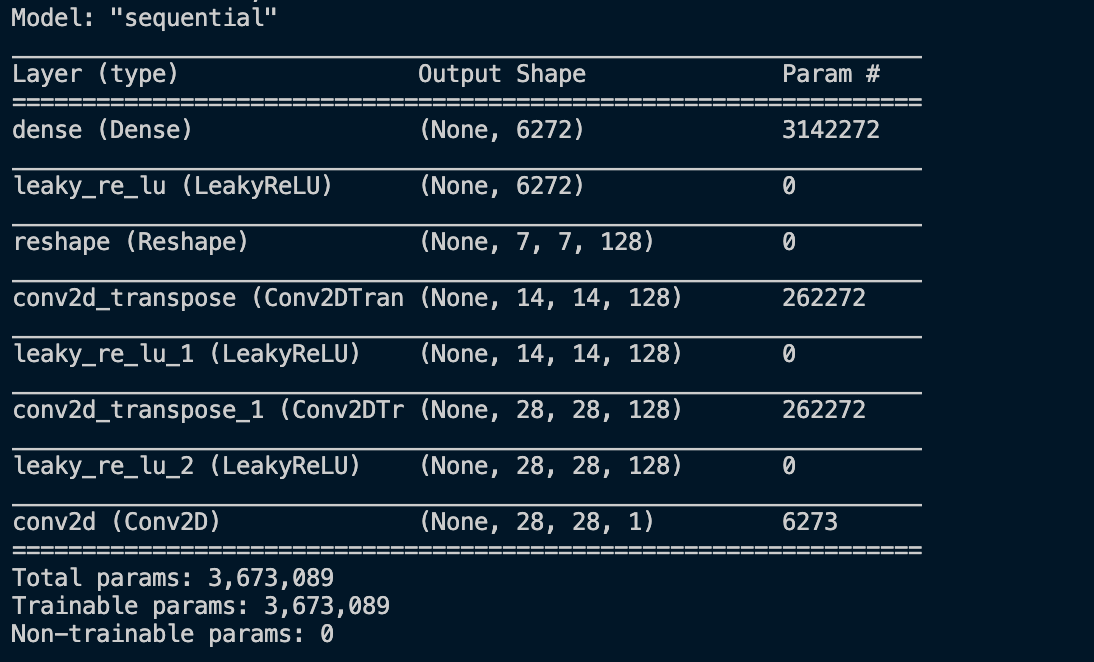 Model: "sequential"
Layer (type) Output Shape Param #
dense (Dense) (None, 6272) 3142272
leaky_re_lu (LeakyReLU) (None, 6272) 0
reshape (Reshape) (None, 7, 7, 128) 0
conv2d_transpose (Conv2DTran (None, 14, 14, 128) 262272
leaky_re_lu_1 (LeakyReLU) (None, 14, 14, 128) 0
conv2d_transpose_1 (Conv2DTr (None, 28, 28, 128) 262272
leaky_re_lu_2 (LeakyReLU) (None, 28, 28, 128) 0
conv2d (Conv2D) (None, 28, 28, 1) 6273
Total params: 3,673,089
Trainable params: 3,673,089
Non-trainable params: 0